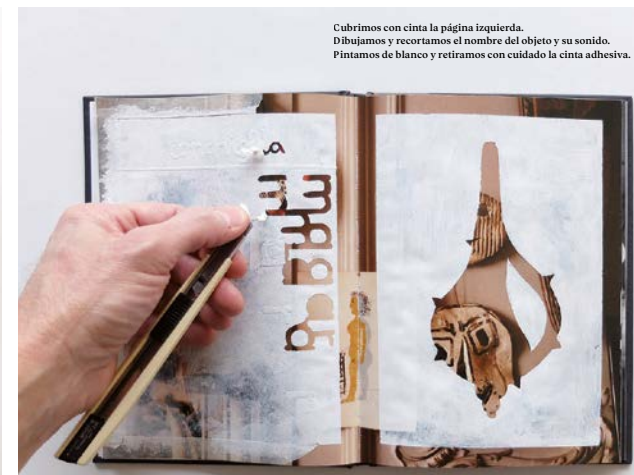 Cubrimos con cinta la página izquierda.
Dibujamos y recortamos el nombre del objeto y su sonido.
Pintamos de blanco y retiramos con cuidado la cinta adhesiva.